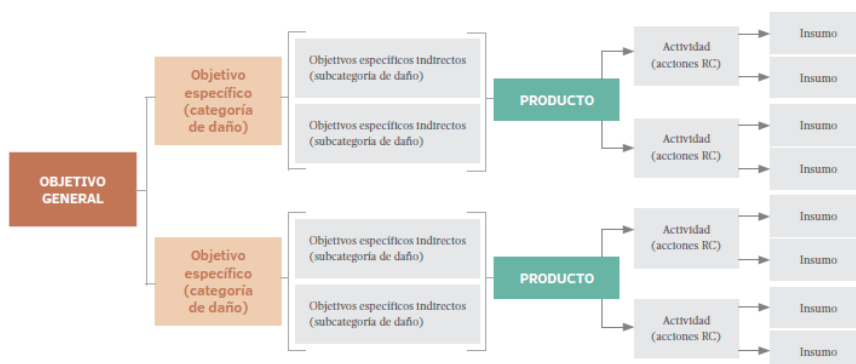 OBJETIVO
GENERAL
Objetivo
específico
(categoría
de daño)
Objetivos específicos indirectos
(subcategoría de daño)
Objetivos específicos indirectos
(subcategoría de daño)
PRODUCTO
Actividad
(acciones RC)
Insumo
Insumo
Actividad
(acciones RC)
Insumo
Insumo
Objetivo
específico
(categoría
de daño)
Objetivos específicos indirectos
(subcategoría de daño)
Objetivos específicos indirectos
(subcategoría de daño)
PRODUCTO
Actividad
(acciones RC)
Insumo
Insumo
Actividad
(acciones RC)
Insumo
Insumo